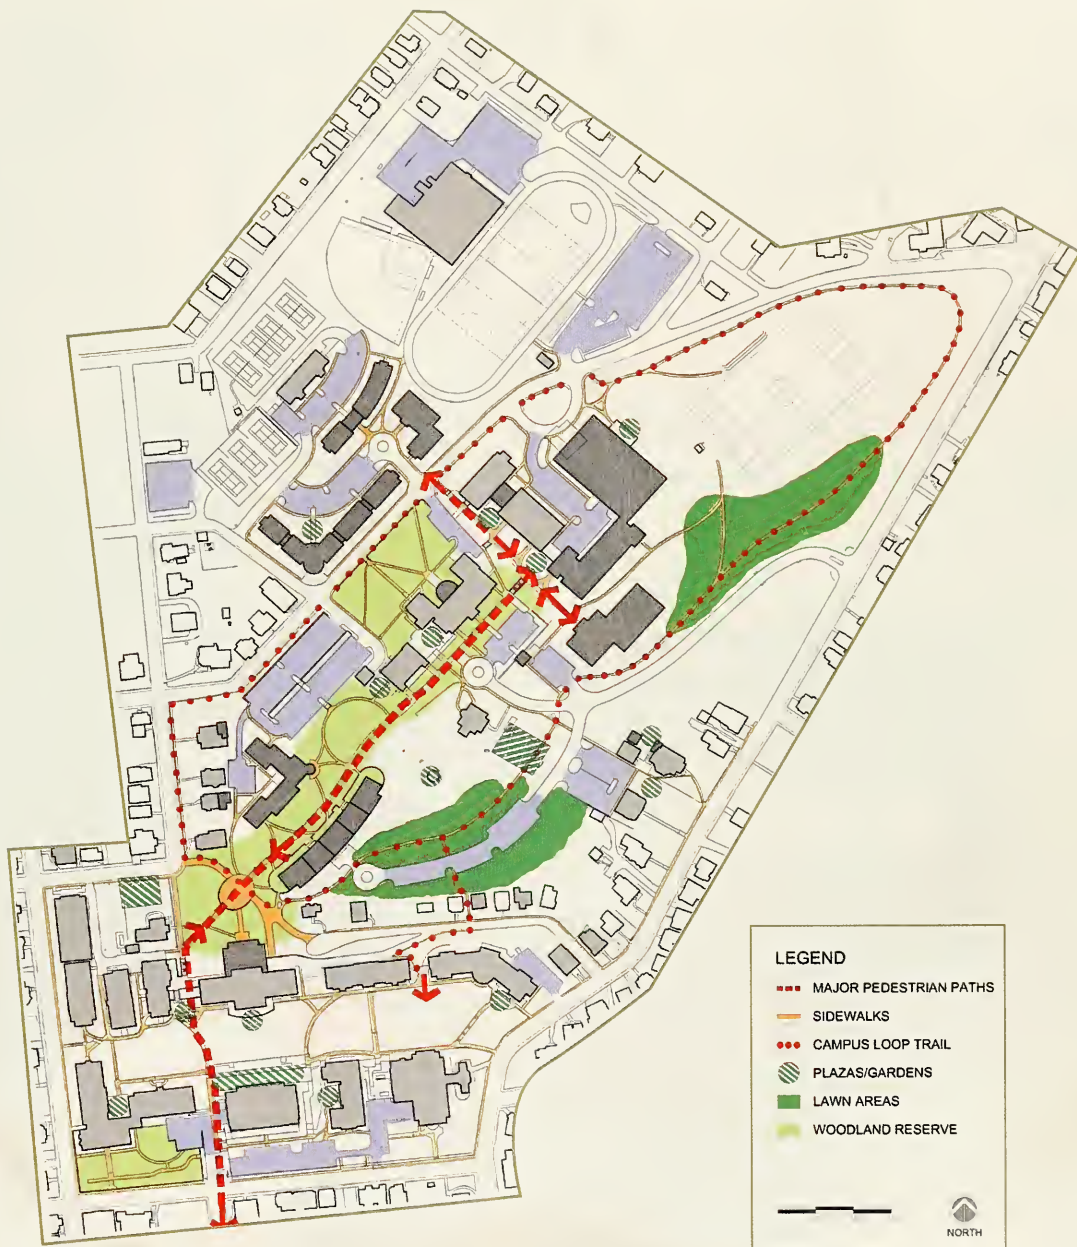 LEGEND
MAJOR PEDESTRIAN PATHS
SIDEWALKS
CAMPUS LOOP TRAIL
PLAZAS/GARDENS
LAWN AREAS
WOODLAND RESERVE
NORTH